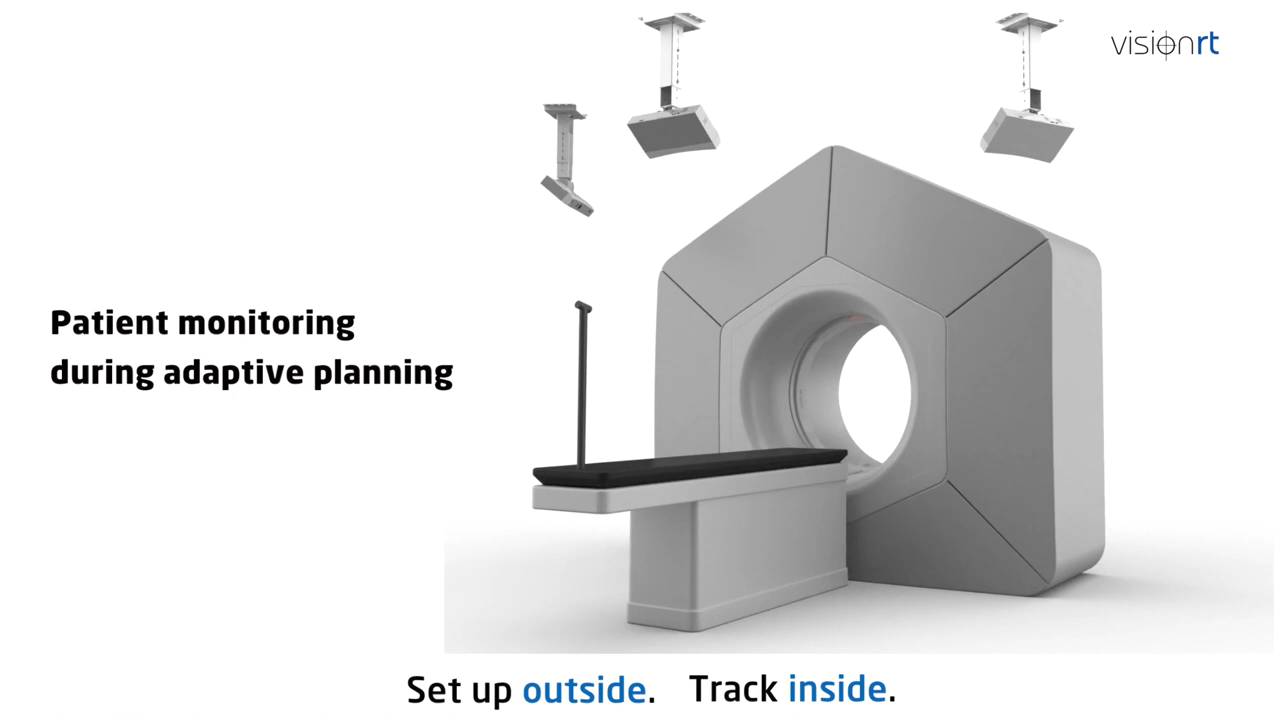 visionrt
Patient monitoring
during adaptive planning
Set up outside. Track inside.